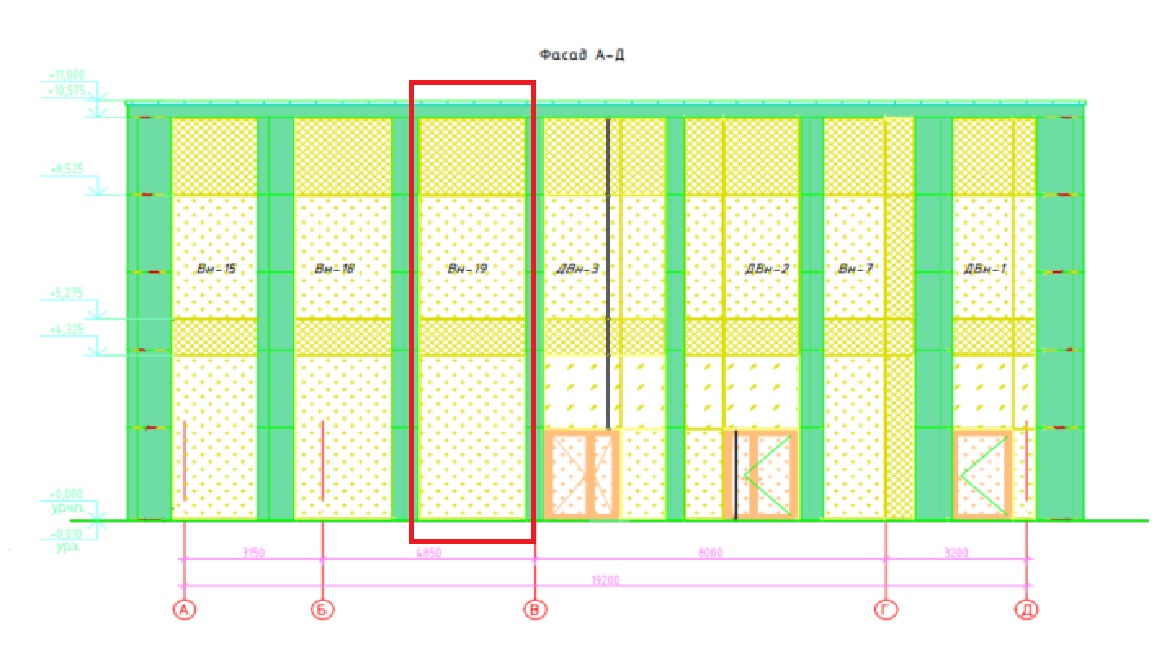 Фасад А-Д
+11,000
+10,575
+8,525
Вн-15
Вн-18
Вн-19
ДВн-3
ДВн-2
Вн-7
ДВн-1
+5,275
+4,325
+0,000
ур.ч.п.
-0,010
ур.з.
3150
4850
8000
3200
19200
А
Б
В
Г
Д